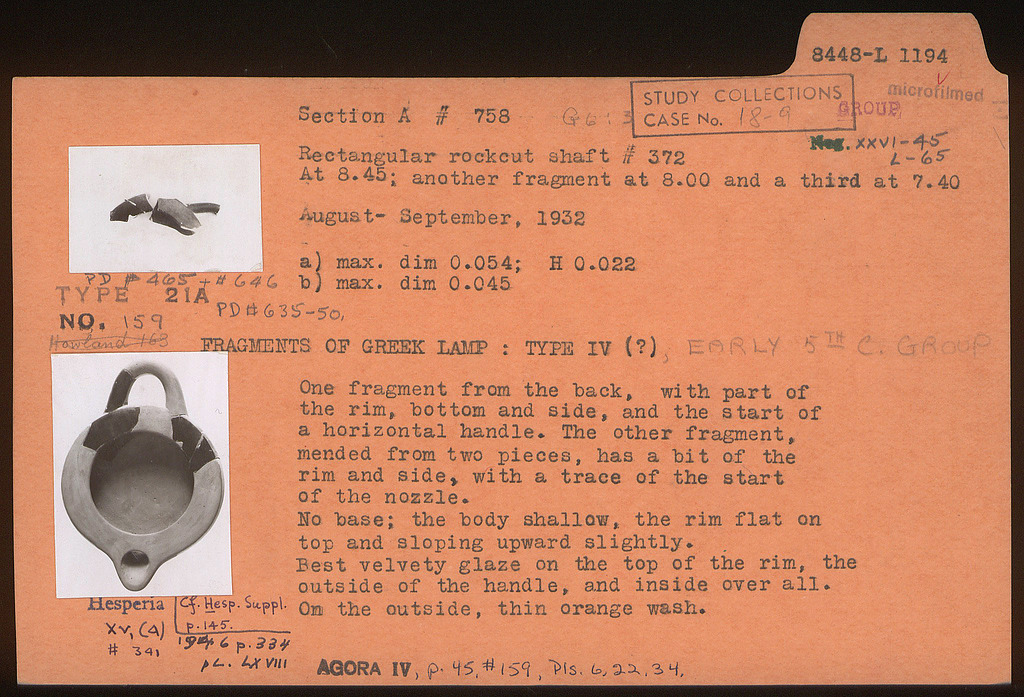 8448-L 1194
microfilmed
STUDY COLLECTIONS
CASE No. 18-9
GROUP
Section A # 758
Neg. XXVI-45
L-65
Rectangular rockcut shaft # 372
At 8.45; another fragment at 8.00 and a third at 7.40
August- September, 1932
a) max. dim 0.054; H 0.022
b) max. dim 0.045
PD # 465 + # 646
TYPE 21A
PD#635-50,
NO. 159
Howland 163
FRAGMENTS OF GREEK LAMP : TYPE IV (?), EARLY 5TH C. GROUP
One fragment from the back, with part of
the rim, bottom and side, and the start of
a horizontal handle. The other fragment,
mended from two pieces, has a bit of the
rim and side, with a trace of the start
of the nozzle.
No base; the body shallow, the rim flat on
top and sloping upward slightly.
Best velvety glaze on the top of the rim, the
outside of the handle, and inside over all.
On the outside, thin orange wash.
Hesperia
XV, (4)
# 341
Cf. Hesp. Suppl.
p. 145.
1946 p. 334
pL. LXVIII
AGORA IV, p. 45, #159, Pls. 6, 22, 34.